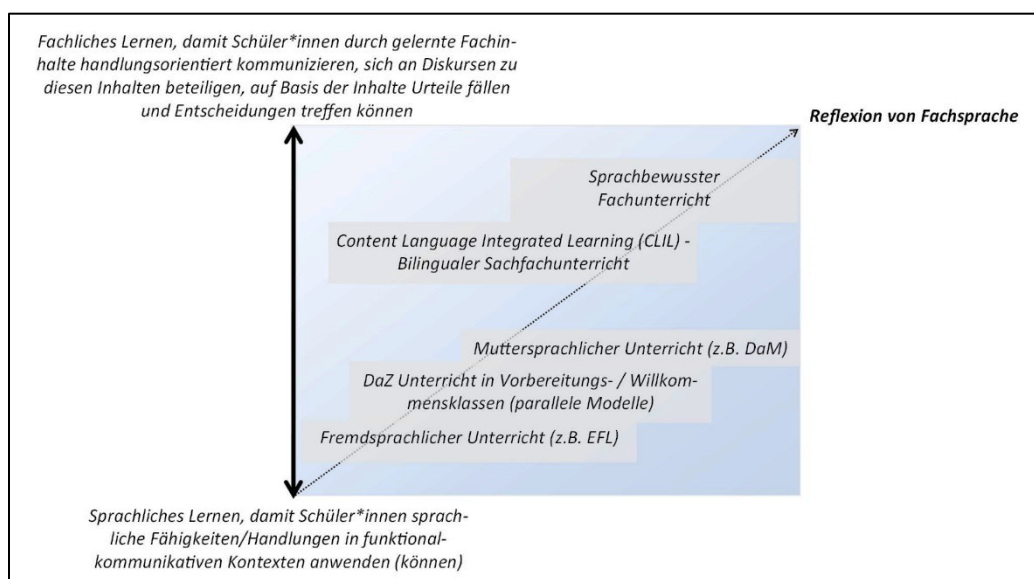 Fachliches Lernen, damit Schüler*innen durch gelernte Fachin-
halte handlungsorientiert kommunizieren, sich an Diskursen zu
diesen Inhalten beteiligen, auf Basis der Inhalte Urteile fällen
und Entscheidungen treffen können
Reflexion von Fachsprache
Sprachbewusster
Fachunterricht
Content Language Integrated Learning (CLIL) -
Bilingualer Sachfachunterricht
Muttersprachlicher Unterricht (z.B. DaM)
DaZ Unterricht in Vorbereitungs- / Willkom-
mensklassen (parallele Modelle)
Fremdsprachlicher Unterricht (z.B. EFL)
Sprachliches Lernen, damit Schüler*innen sprach-
liche Fähigkeiten/Handlungen in funktional-
kommunikativen Kontexten anwenden (können)